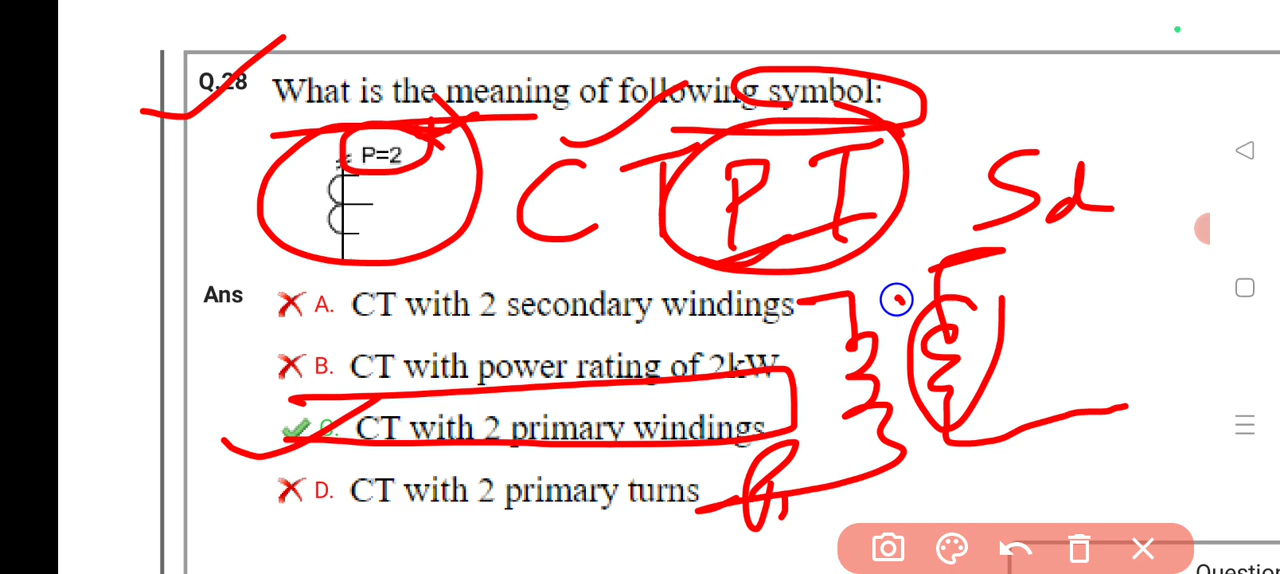 Q.28 What is the meaning of following symbol:
P=2
CT PI
Sd
Ans
A. CT with 2 secondary windings
B. CT with power rating of 2kW
C. CT with 2 primary windings
D. CT with 2 primary turns